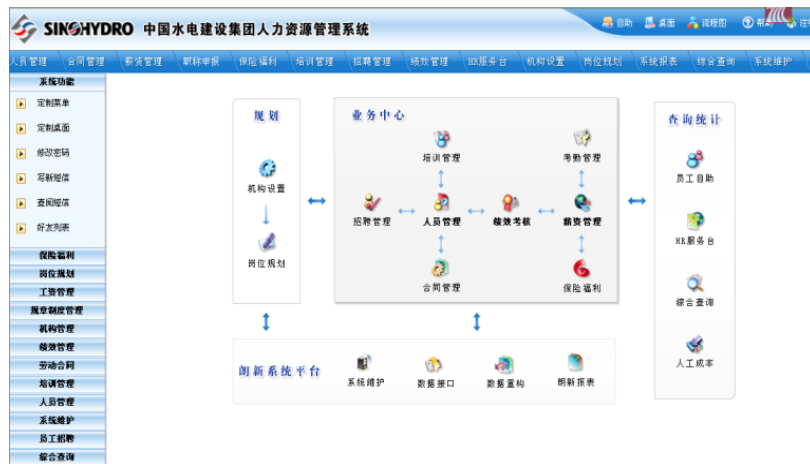 SINOHYDRO 中国水电建设集团人力资源管理系统
自助 桌面 流程图 帮助
人员管理 合同管理 薪资管理 职称申报 保险福利 培训管理 招聘管理 绩效管理 HR服务台 机构设置 岗位规划 系统报表 综合查询 系统维护
系统功能
定制菜单
定制桌面
修改密码
写新短信
查阅短信
好友列表
保险福利
岗位规划
工资管理
规章制度管理
机构管理
绩效管理
劳动合同
培训管理
人员管理
系统维护
员工招聘
综合查询
规划
机构设置
岗位规划
业务中心
培训管理
考勤管理
招聘管理
人员管理
绩效考核
薪资管理
合同管理
保险福利
查询统计
员工自助
HR服务台
综合查询
人工成本
朗新系统平台
系统维护
数据接口
数据重构
朗新报表